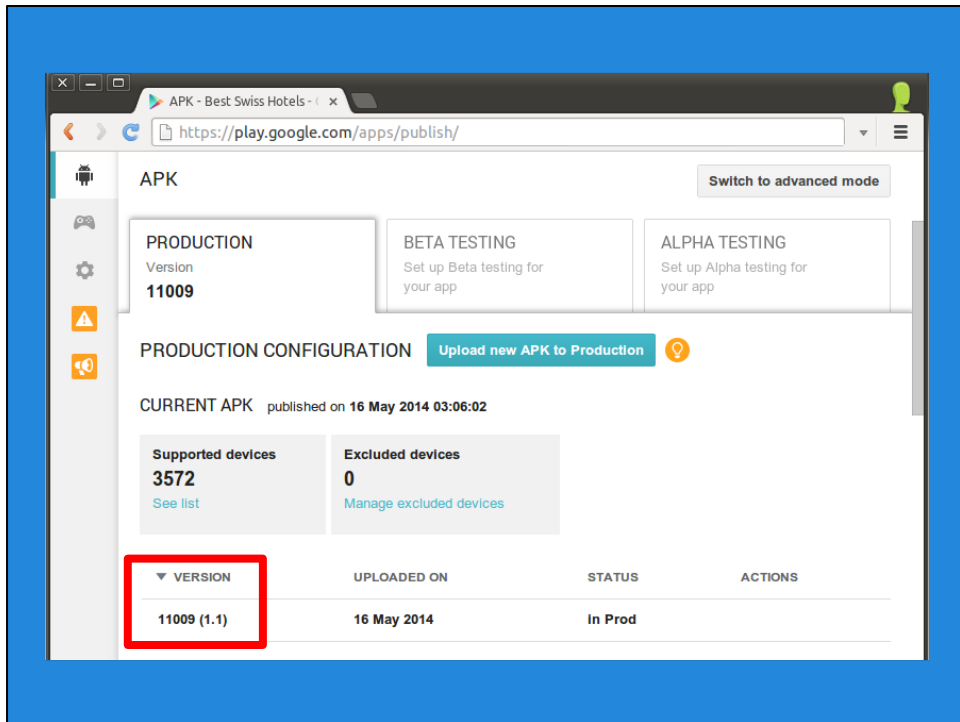 APK - Best Swiss Hotels - (
https://play.google.com/apps/publish/
APK
Switch to advanced mode
PRODUCTION
Version
11009
BETA TESTING
Set up Beta testing for
your app
ALPHA TESTING
Set up Alpha testing for
your app
PRODUCTION CONFIGURATION
Upload new APK to Production
CURRENT APK published on 16 May 2014 03:06:02
Supported devices
3572
See list
Excluded devices
0
Manage excluded devices
VERSION UPLOADED ON STATUS ACTIONS
11009 (1.1) 16 May 2014 In Prod